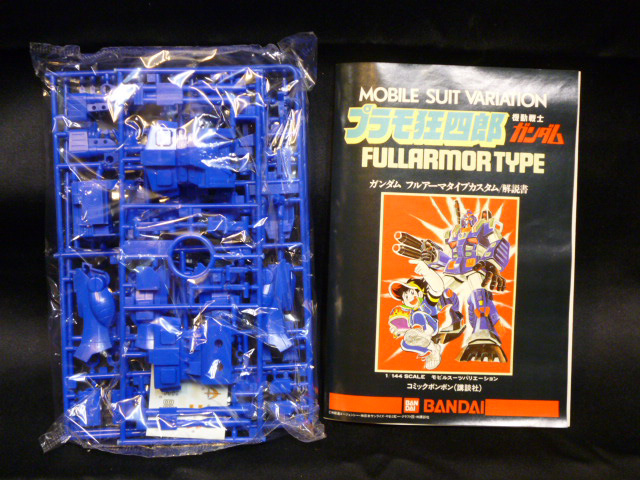 MOBILE SUIT VARIATION
プラモ狂四郎
機動戦士
ガンダム
FULLARMOR TYPE
ガンダム フルアーマタイプカスタム/解説書
1/144 SCALE モビルスーツバリエーション
コミックボンボン(講談社)
BANDAI BANDAI